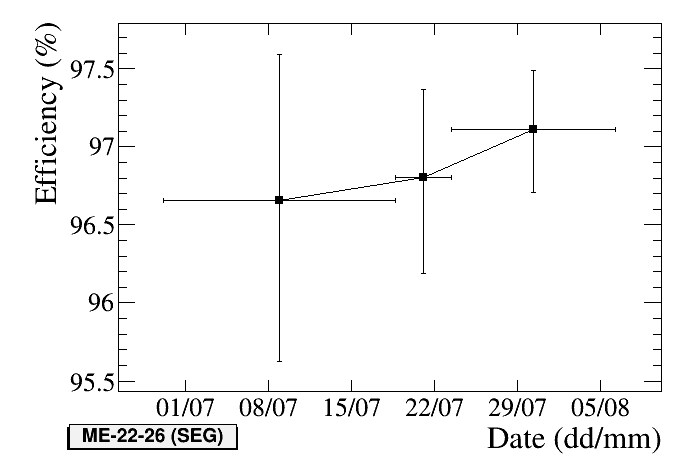 Efficiency (%)
97.5
97
96.5
96
95.5
01/07 08/07 15/07 22/07 29/07 05/08
Date (dd/mm)
ME-22-26 (SEG)